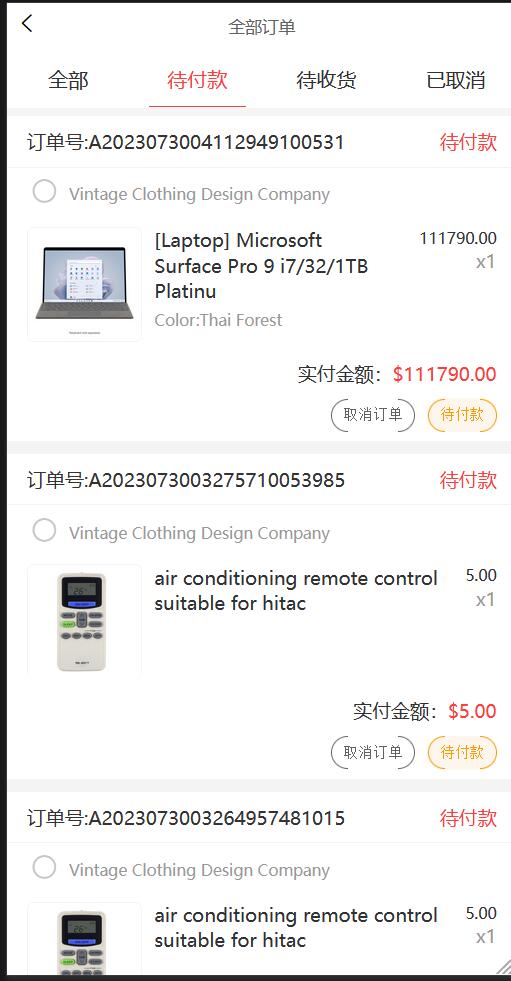 全部订单
全部 待付款 待收货 已取消
订单号:A2023073004112949100531 待付款
Vintage Clothing Design Company
[Laptop] Microsoft 111790.00
Surface Pro 9 i7/32/1TB x1
Platinu
Color:Thai Forest
实付金额：$111790.00
取消订单 待付款
订单号:A2023073003275710053985 待付款
Vintage Clothing Design Company
air conditioning remote control 5.00
suitable for hitac x1
实付金额：$5.00
取消订单 待付款
订单号:A2023073003264957481015 待付款
Vintage Clothing Design Company
air conditioning remote control 5.00
suitable for hitac x1